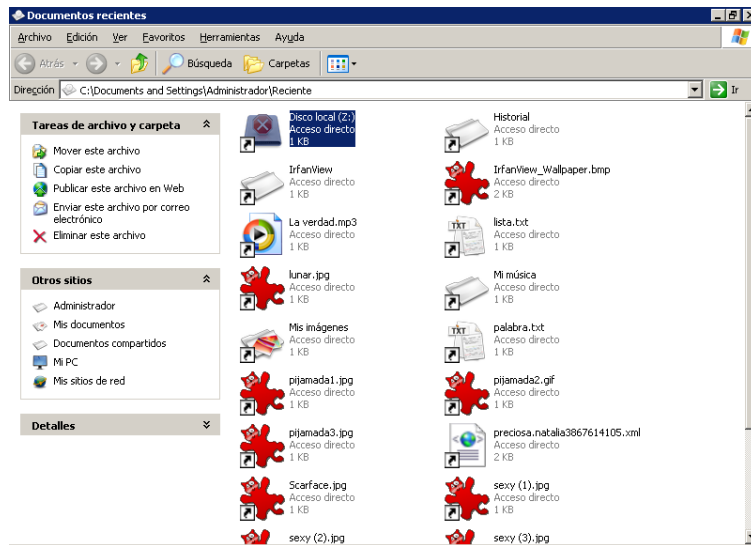 Documentos recientes
Archivo Edición Ver Favoritos Herramientas Ayuda
Atrás Búsqueda Carpetas
Dirección C:\Documents and Settings\Administrador\Reciente Ir
Tareas de archivo y carpeta
Mover este archivo
Copiar este archivo
Publicar este archivo en Web
Enviar este archivo por correo
electrónico
Eliminar este archivo
Otros sitios
Administrador
Mis documentos
Documentos compartidos
Mi PC
Mis sitios de red
Detalles
Disco local (Z:)
Acceso directo
1 KB
Historial
Acceso directo
1 KB
IrfanView
Acceso directo
1 KB
IrfanView_Wallpaper.bmp
Acceso directo
2 KB
La verdad.mp3
Acceso directo
1 KB
TXT
lista.txt
Acceso directo
1 KB
lunar.jpg
Acceso directo
1 KB
Mi música
Acceso directo
1 KB
Mis imágenes
Acceso directo
1 KB
TXT
palabra.txt
Acceso directo
1 KB
pijamada1.jpg
Acceso directo
1 KB
pijamada2.gif
Acceso directo
1 KB
pijamada3.jpg
Acceso directo
1 KB
preciosa.natalia3867614105.xml
Acceso directo
2 KB
Scarface.jpg
Acceso directo
1 KB
sexy (1).jpg
Acceso directo
1 KB
sexy (2).jpg
sexy (3).jpg